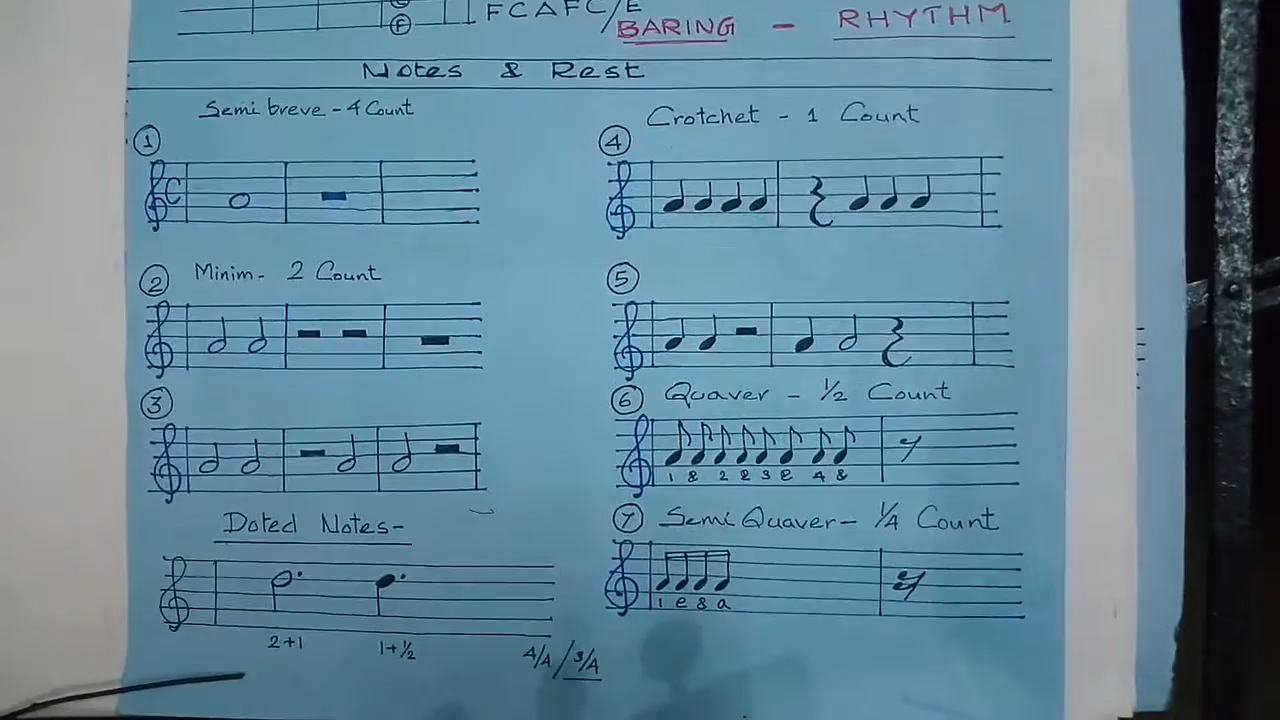 F
F C A F C/E
BARING - RHYTHM
Notes & Rest
Semi breve - 4 Count
1
C
Minim - 2 Count
2
3
Doted Notes-
2+1
1+½
4/4 / 3/4
Crotchet - 1 Count
4
5
6 Quaver - ½ Count
1 & 2 & 3 & 4 &
7 Semi Quaver - ¼ Count
1 e & a